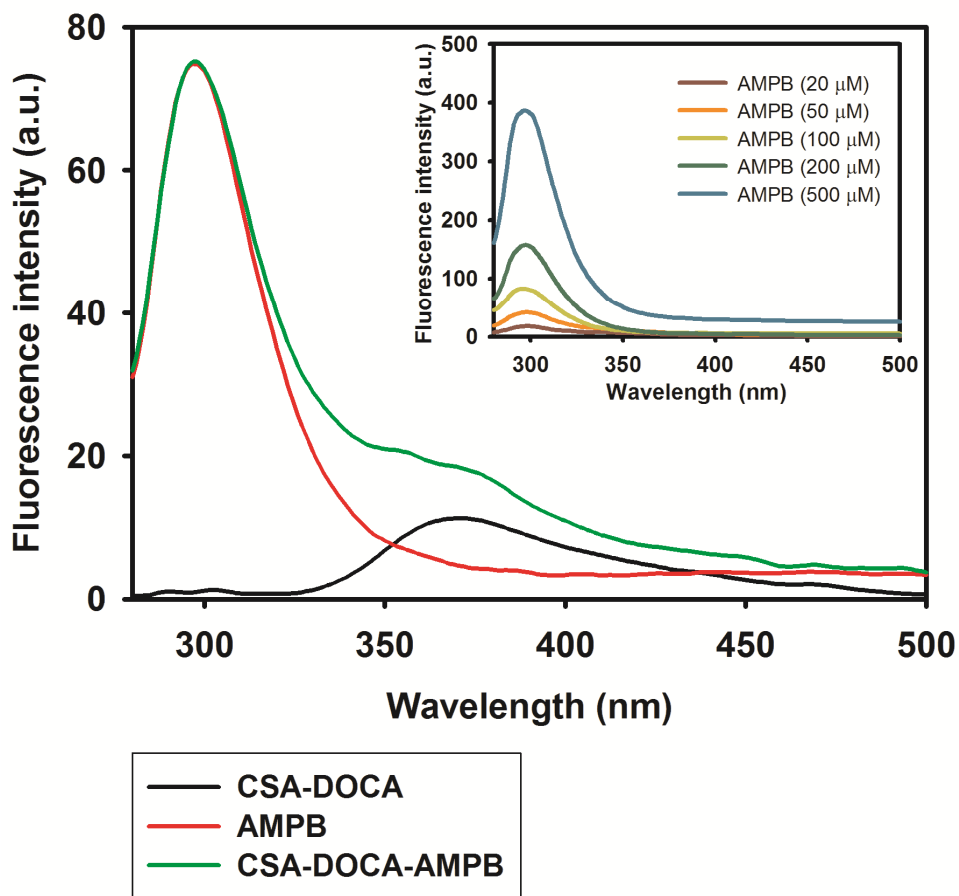 80
60
40
20
0
Fluorescence intensity (a.u.)
300
350
400
450
500
Wavelength (nm)
500
400
300
200
100
0
Fluorescence intensity (a.u.)
AMPB (20 μM)
AMPB (50 μM)
AMPB (100 μM)
AMPB (200 μM)
AMPB (500 μM)
300
350
400
450
500
Wavelength (nm)
CSA-DOCA
AMPB
CSA-DOCA-AMPB